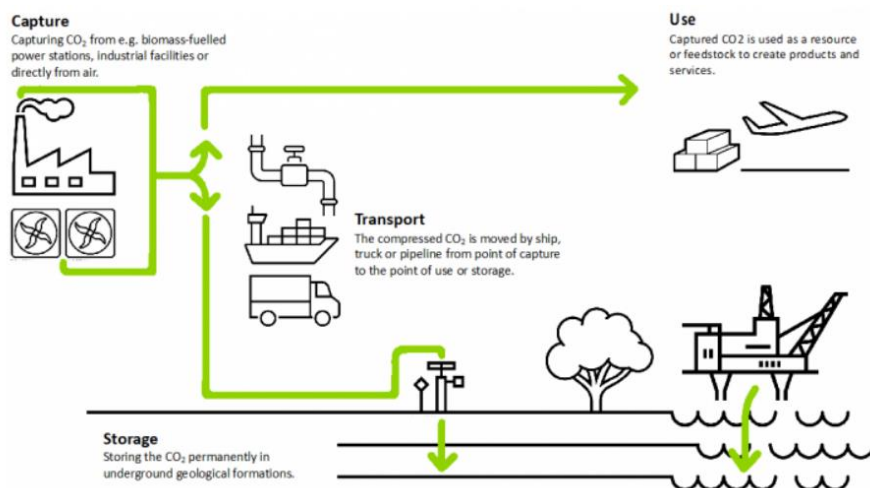 Capture
Capturing CO₂ from e.g. biomass-fuelled
power stations, industrial facilities or
directly from air.
Use
Captured CO2 is used as a resource
or feedstock to create products and
services.
Transport
The compressed CO₂ is moved by ship,
truck or pipeline from point of capture
to the point of use or storage.
Storage
Storing the CO₂ permanently in
underground geological formations.